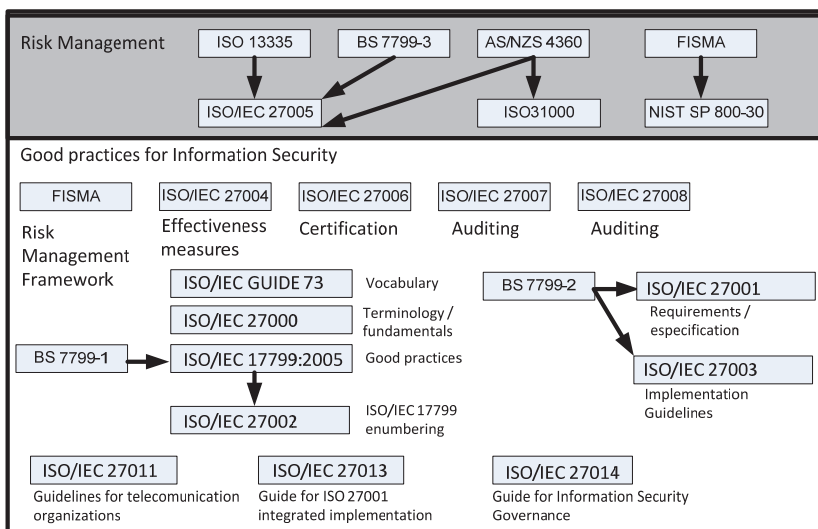 Risk Management
ISO 13335
BS 7799-3
AS/NZS 4360
FISMA
ISO/IEC 27005
ISO31000
NIST SP 800-30
Good practices for Information Security
FISMA
ISO/IEC 27004
ISO/IEC 27006
ISO/IEC 27007
ISO/IEC 27008
Risk
Management
Framework
Effectiveness
measures
Certification
Auditing
Auditing
ISO/IEC GUIDE 73
Vocabulary
BS 7799-2
ISO/IEC 27001
Requirements /
especification
ISO/IEC 27000
Terminology /
fundamentals
BS 7799-1
ISO/IEC 17799:2005
Good practices
ISO/IEC 27003
Implementation
Guidelines
ISO/IEC 27002
ISO/IEC 17799
enumbering
ISO/IEC 27011
Guidelines for telecomunication
organizations
ISO/IEC 27013
Guide for ISO 27001
integrated implementation
ISO/IEC 27014
Guide for Information Security
Governance